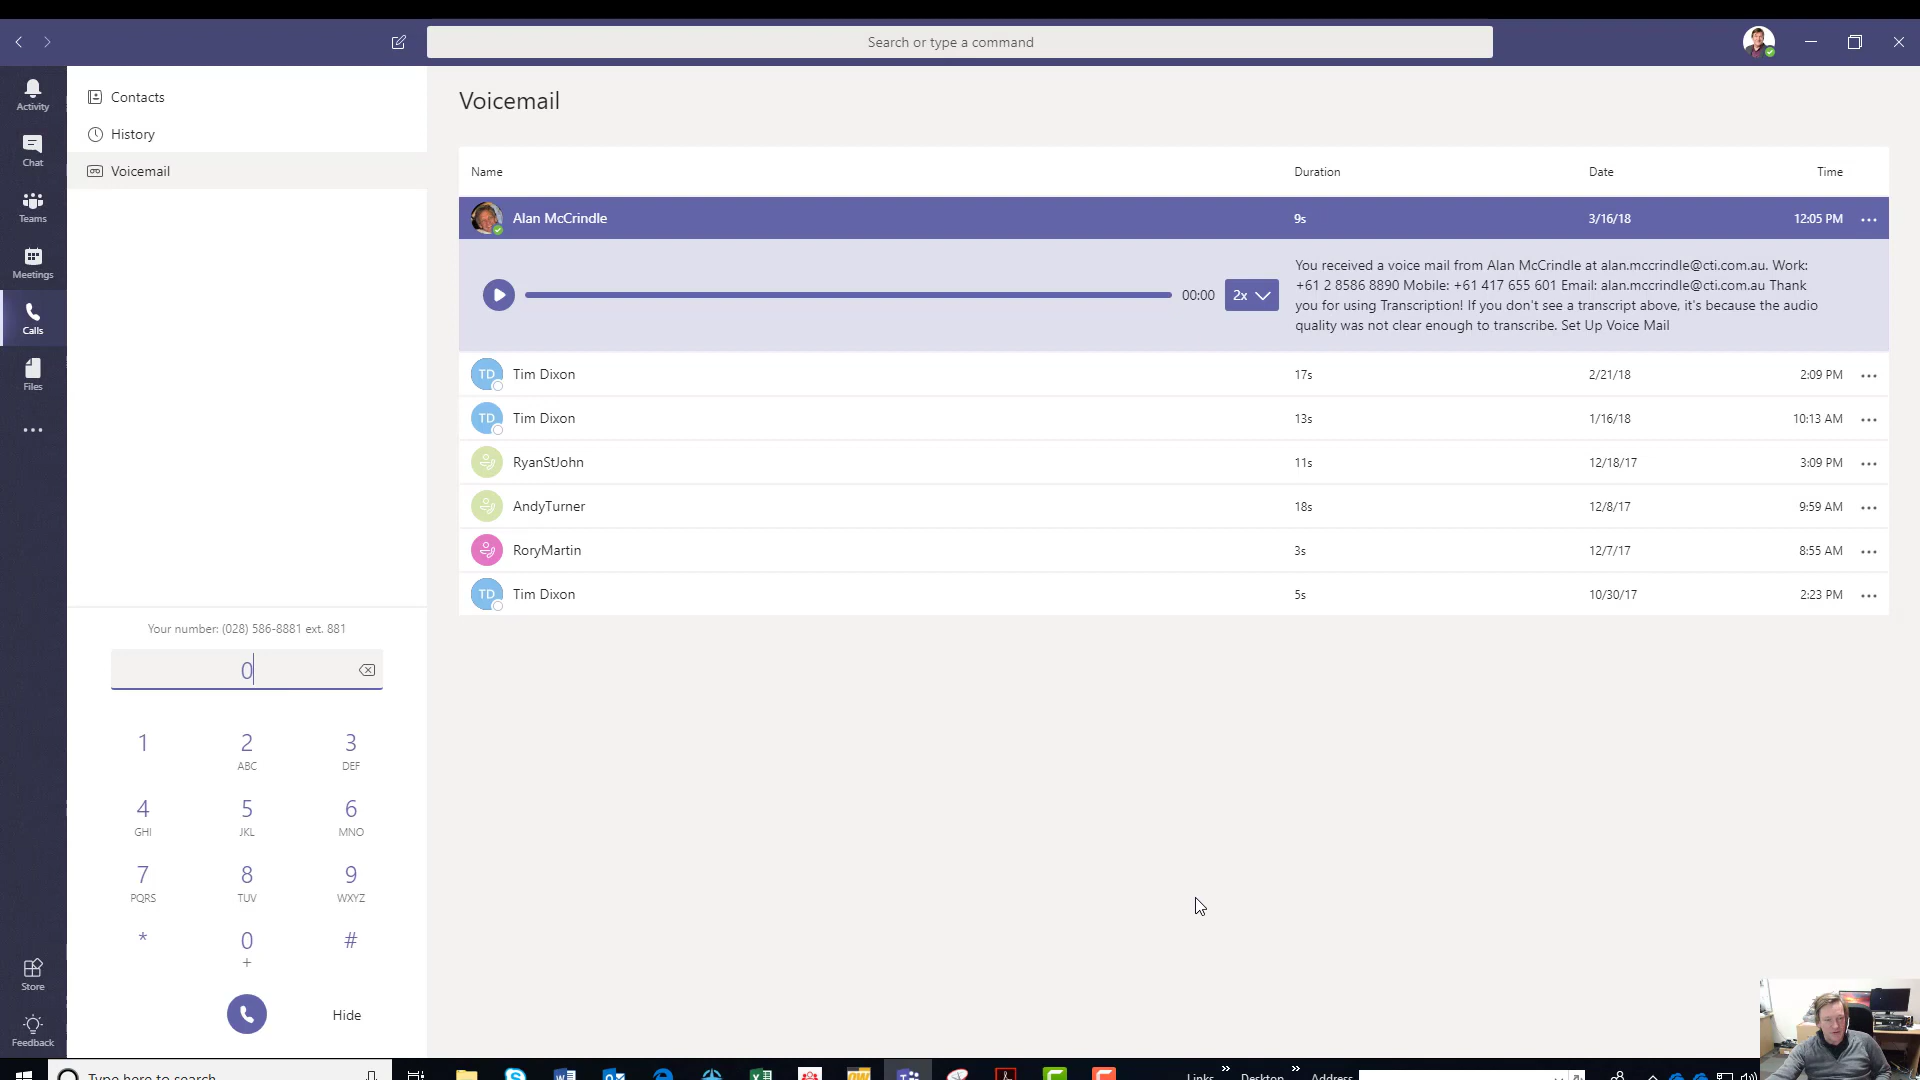 Search or type a command
Activity
Chat
Teams
Meetings
Calls
Files
Store
Feedback
Contacts
History
Voicemail
Your number: (028) 586-8881 ext. 881
0
1
2
ABC
3
DEF
4
GHI
5
JKL
6
MNO
7
PQRS
8
TUV
9
WXYZ
*
0
+
#
Hide
Voicemail
Name Duration Date Time
Alan McCrindle 9s 3/16/18 12:05 PM
00:00 2x
You received a voice mail from Alan McCrindle at alan.mccrindle@cti.com.au. Work:
+61 2 8586 8890 Mobile: +61 417 655 601 Email: alan.mccrindle@cti.com.au Thank
you for using Transcription! If you don't see a transcript above, it's because the audio
quality was not clear enough to transcribe. Set Up Voice Mail
TD Tim Dixon 17s 2/21/18 2:09 PM
TD Tim Dixon 13s 1/16/18 10:13 AM
RyanStJohn 11s 12/18/17 3:09 PM
AndyTurner 18s 12/8/17 9:59 AM
RoryMartin 3s 12/7/17 8:55 AM
TD Tim Dixon 5s 10/30/17 2:23 PM
Type here to search
Links
Desktop
Address